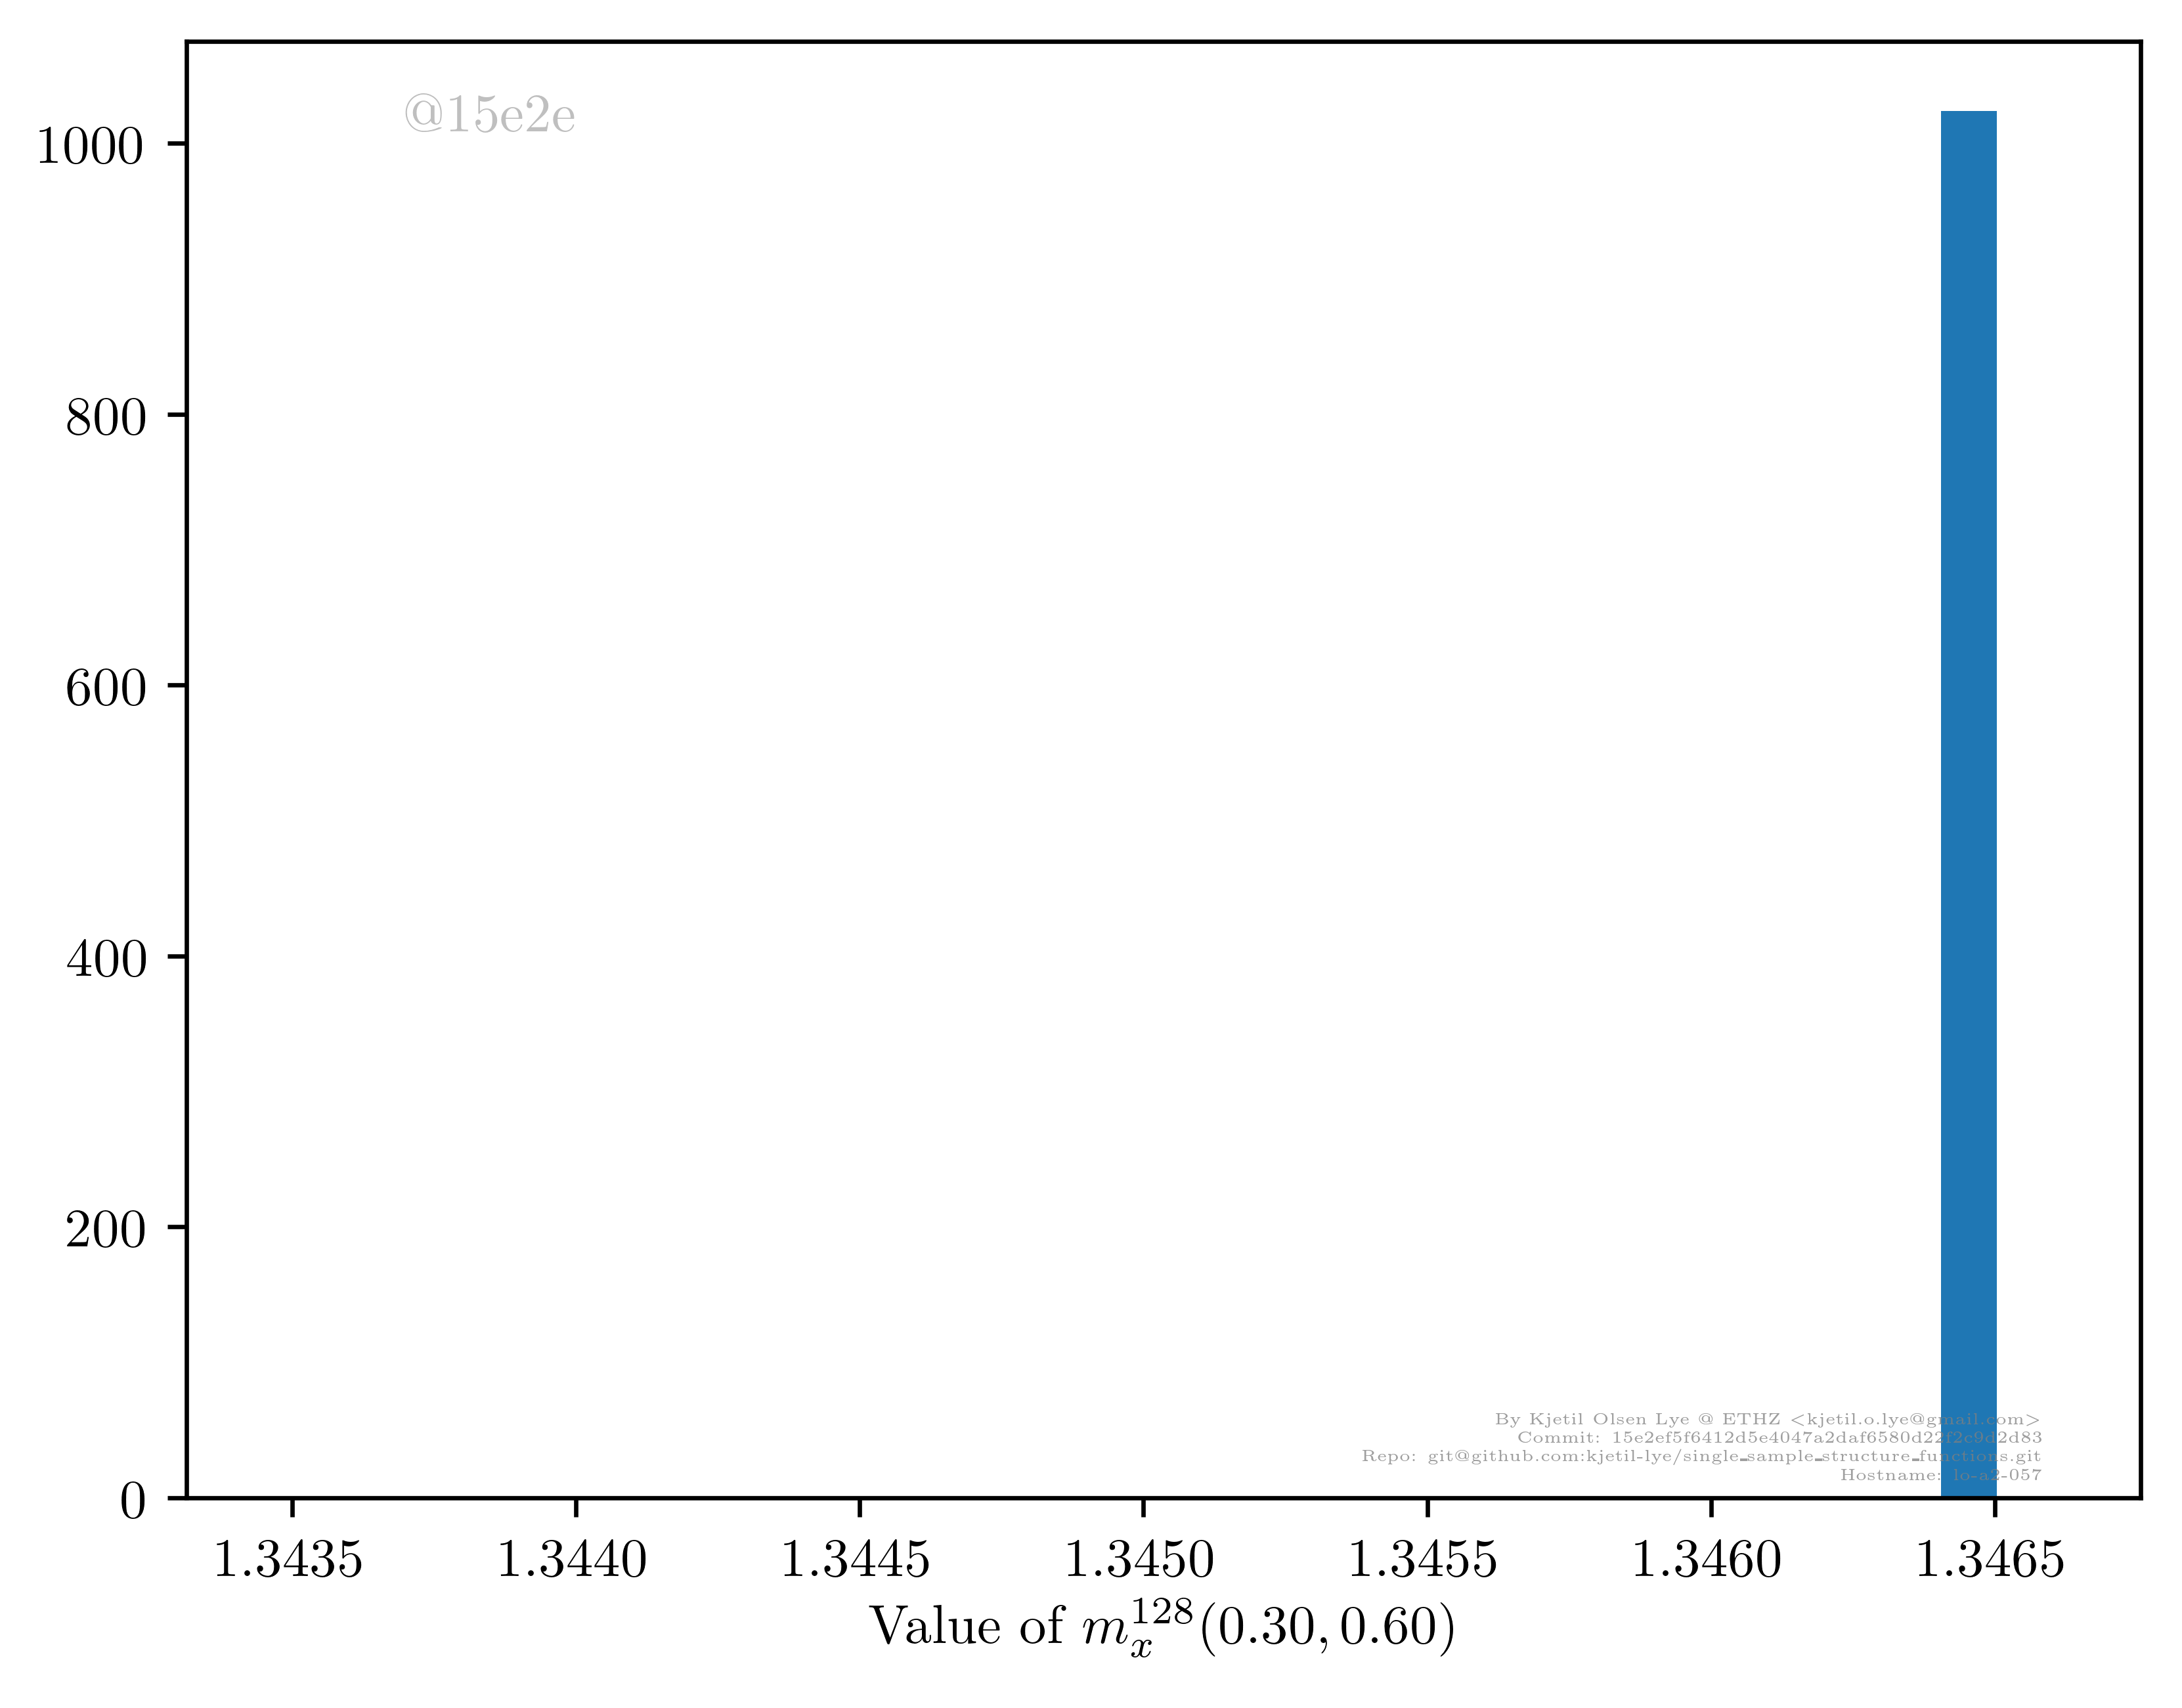 @15e2e
1000
800
600
400
200
0
By Kjetil Olsen Lye @ ETHZ <kjetil.o.lye@gmail.com>
Commit: 15e2ef5f6412d5e4047a2daf6580d22f2c9d2d83
Repo: git@github.com:kjetil-lye/single_sample_structure_functions.git
Hostname: lo-a2-057
1.3435 1.3440 1.3445 1.3450 1.3455 1.3460 1.3465
Value of $m_x^{128}(0.30, 0.60)$